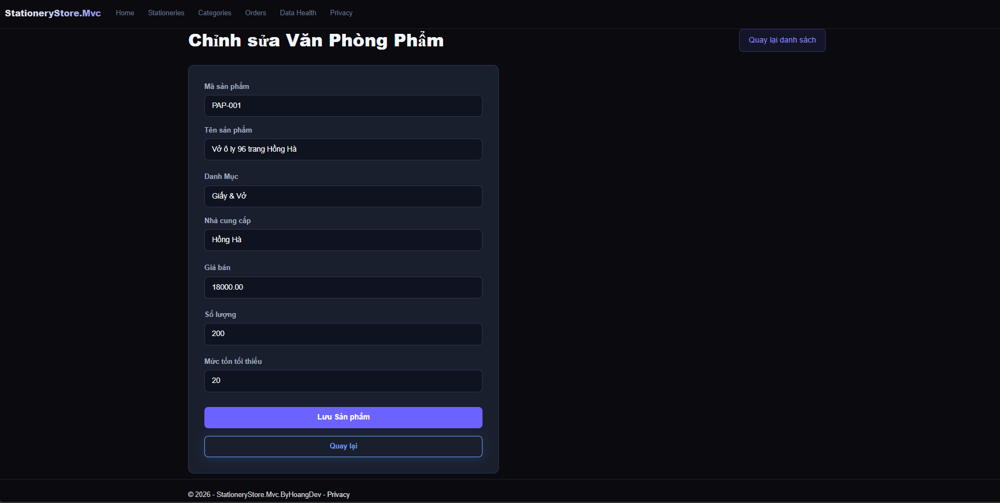 StationeryStore.Mvc Home Stationeries Categories Orders Data Health Privacy
Chỉnh sửa Văn Phòng Phẩm
Quay lại danh sách
Mã sản phẩm
PAP-001
Tên sản phẩm
Vở ô ly 96 trang Hồng Hà
Danh Mục
Giấy & Vở
Nhà cung cấp
Hồng Hà
Giá bán
18000.00
Số lượng
200
Mức tồn tối thiểu
20
Lưu Sản phẩm
Quay lại
© 2026 - StationeryStore.Mvc.ByHoangDev - Privacy